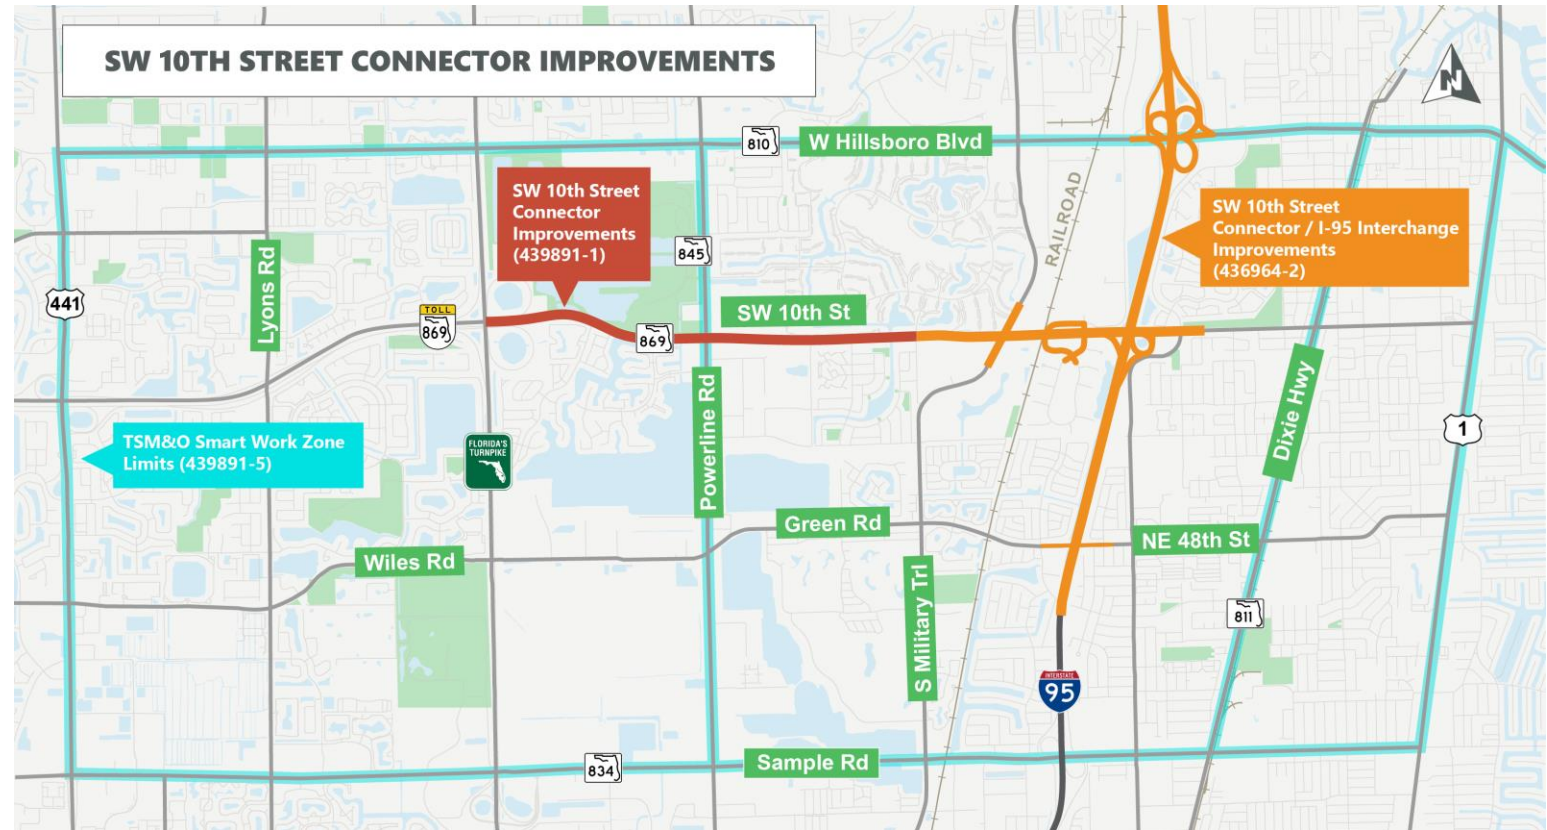 SW 10TH STREET CONNECTOR IMPROVEMENTS
N
810
W Hillsboro Blvd
SW 10th Street
Connector
Improvements
(439891-1)
845
RAILROAD
SW 10th Street
Connector / I-95 Interchange
Improvements
(436964-2)
441
Lyons Rd
TOLL
869
SW 10th St
869
Powerline Rd
Dixie Hwy
1
TSM&O Smart Work Zone
Limits (439891-5)
FLORIDA'S
TURNPIKE
Green Rd
NE 48th St
Wiles Rd
S Military Trl
811
INTERSTATE
95
834
Sample Rd